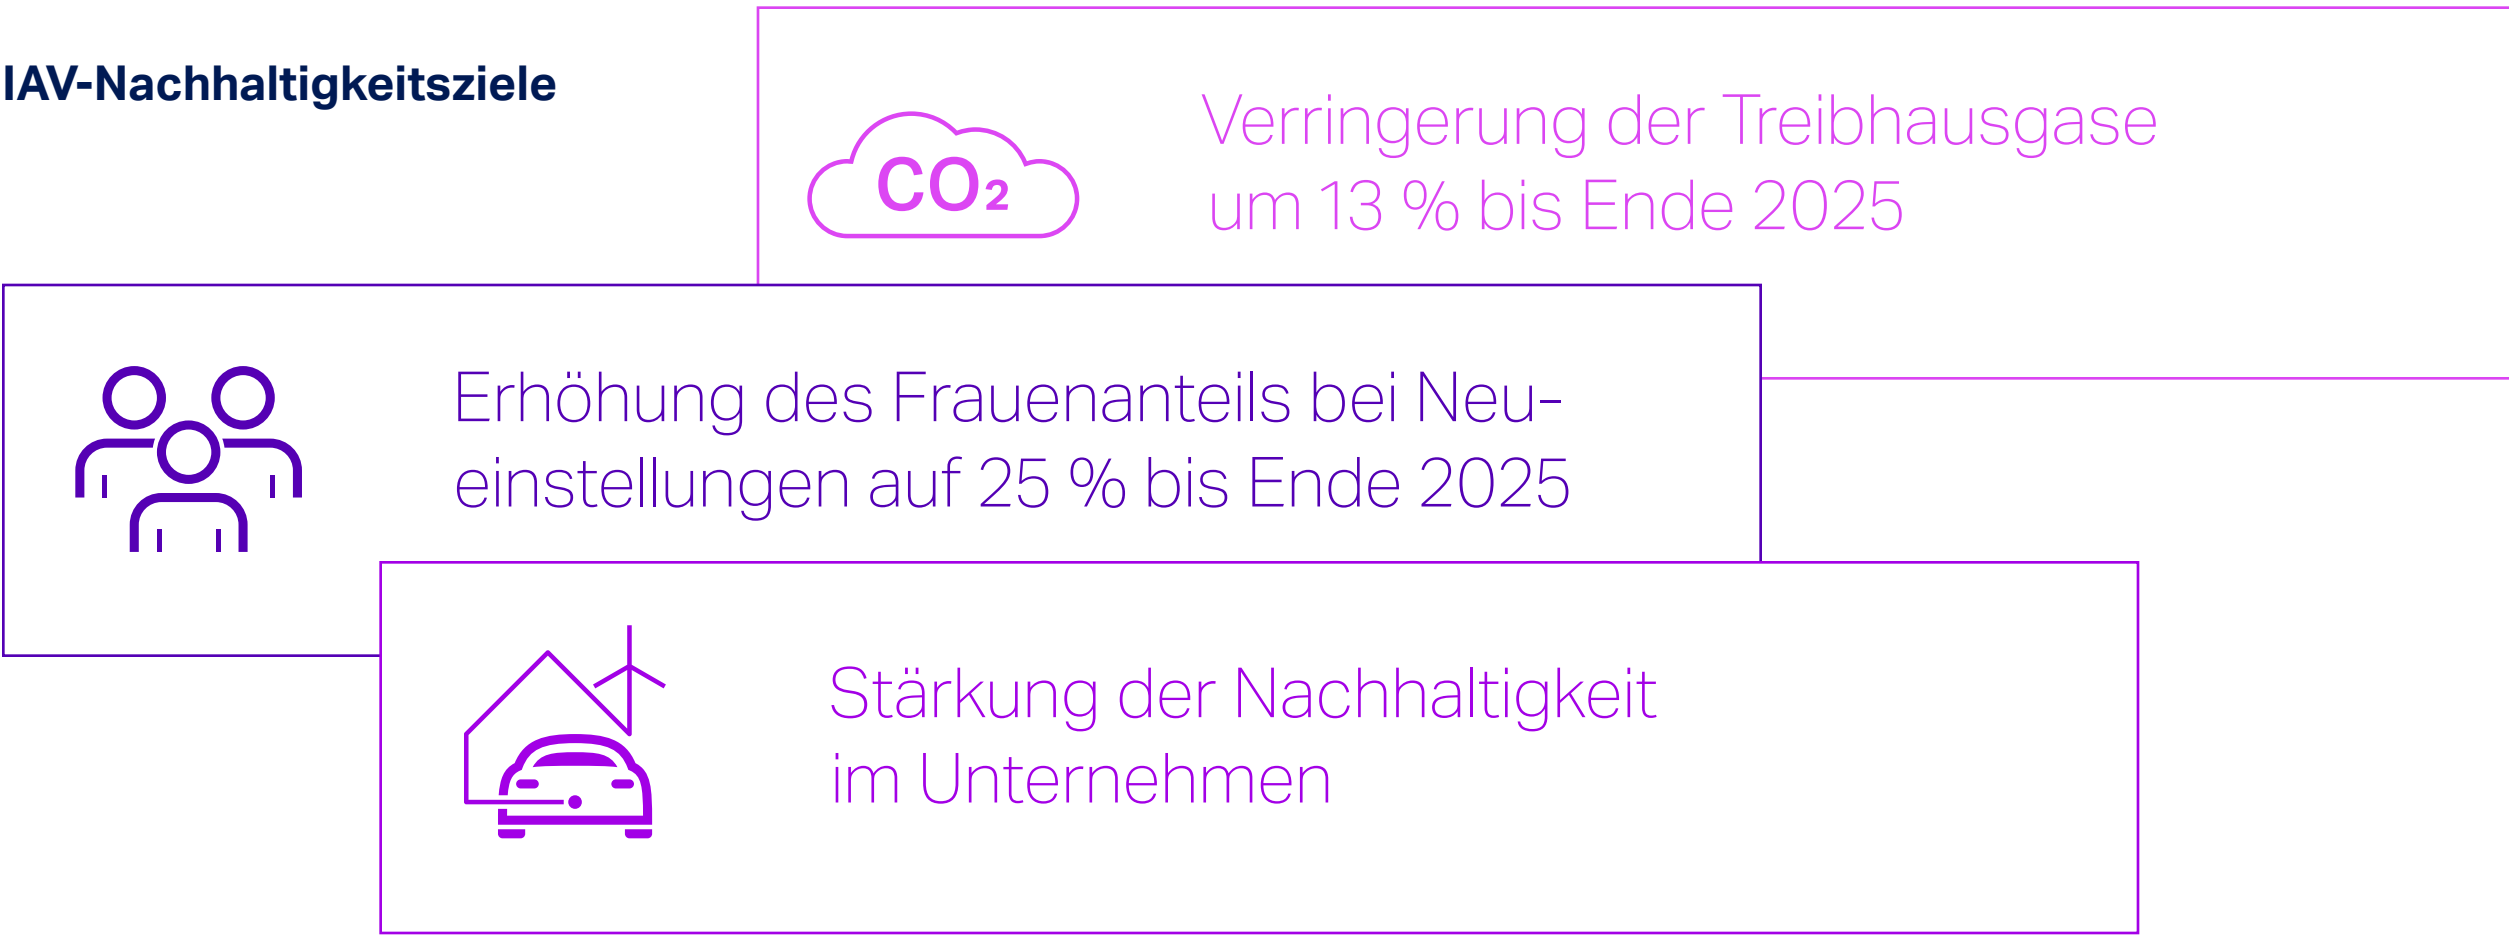 IAV-Nachhaltigkeitsziele
CO₂
Verringerung der Treibhausgase
um 13 % bis Ende 2025
Erhöhung des Frauenanteils bei Neu-
einstellungen auf 25 % bis Ende 2025
Stärkung der Nachhaltigkeit
im Unternehmen